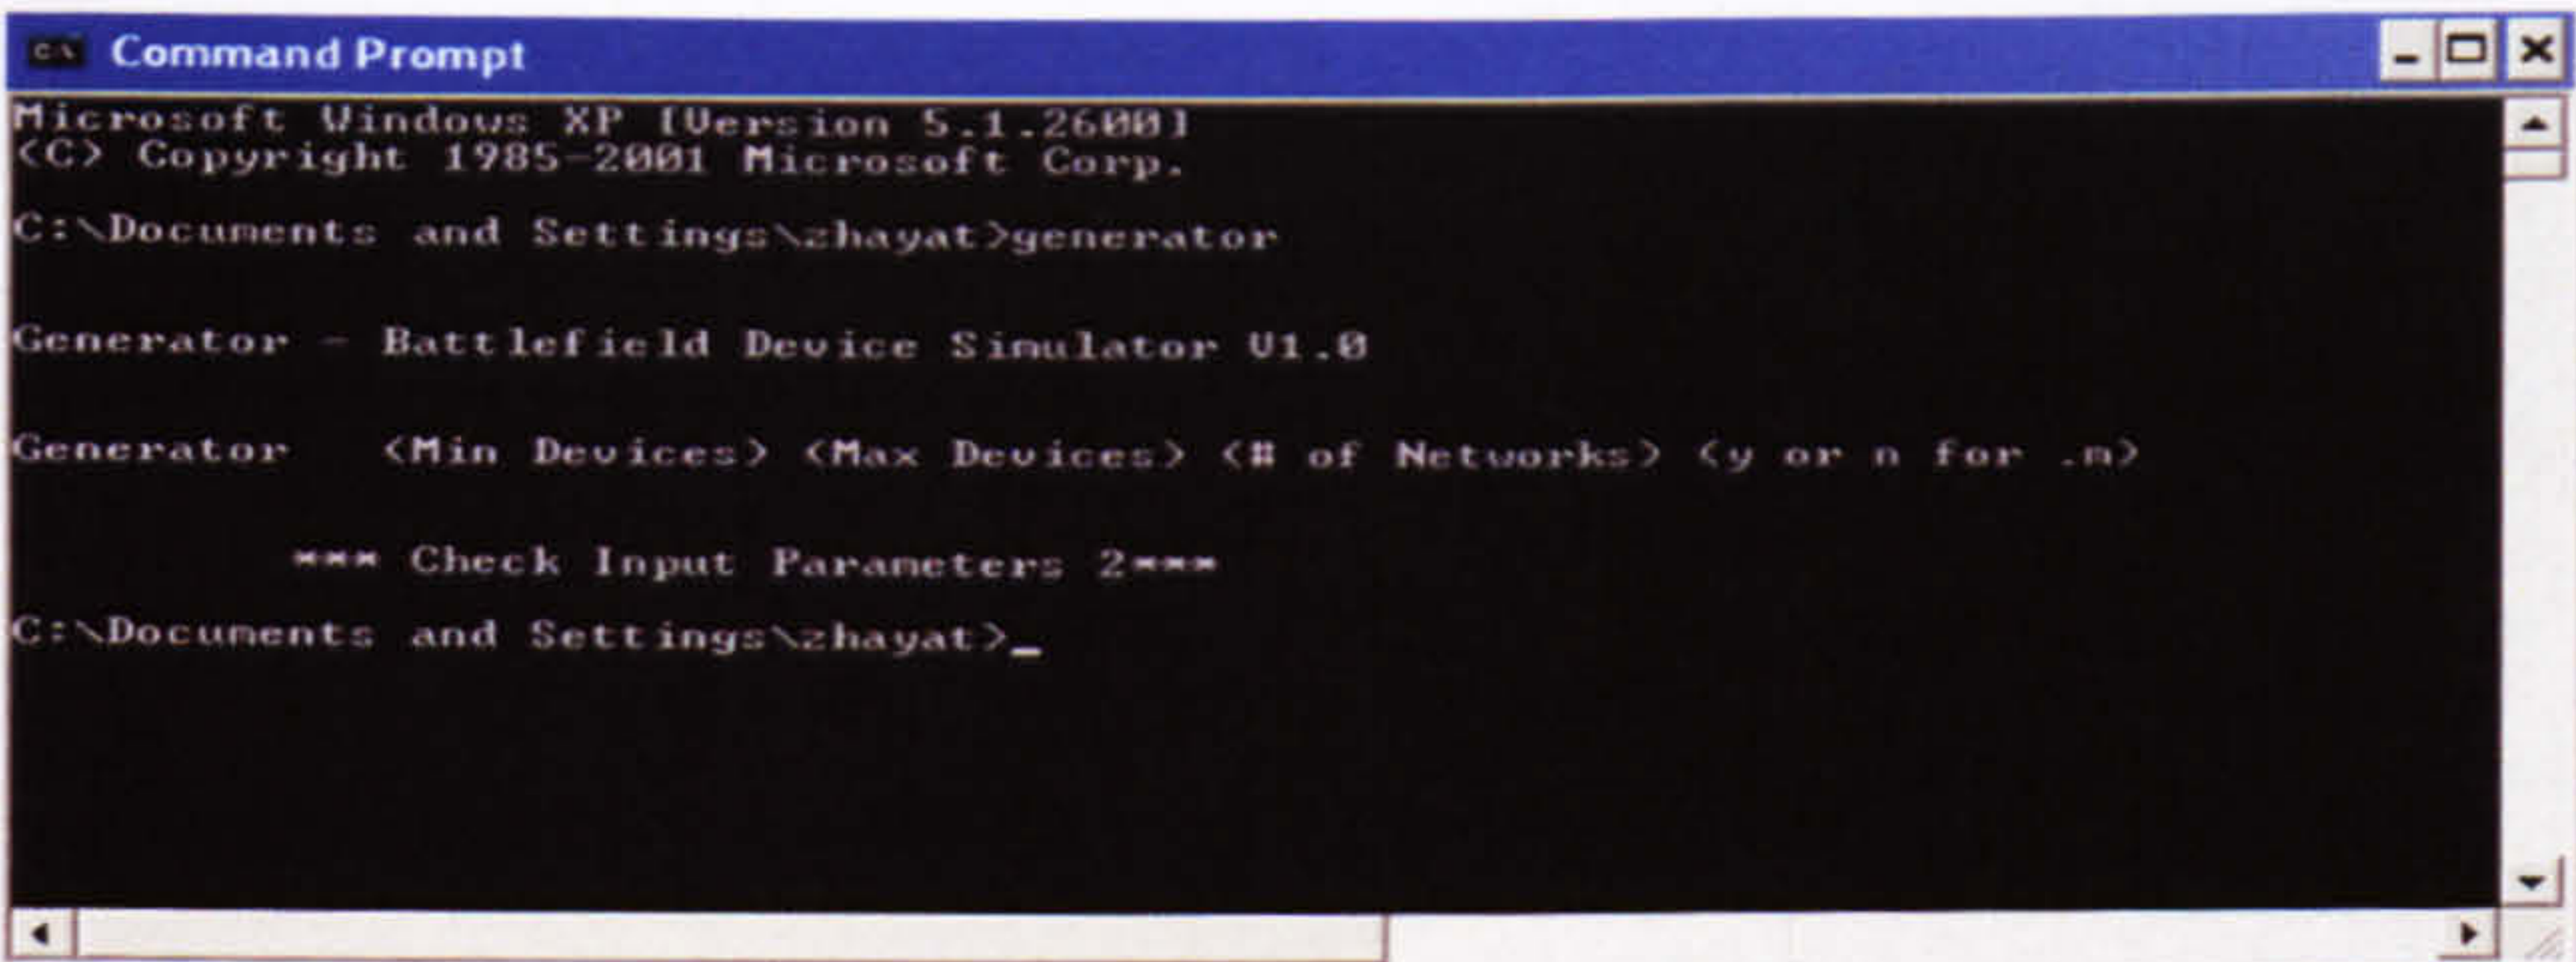 Command Prompt
Microsoft Windows XP [Version 5.1.2600]
(C) Copyright 1985-2001 Microsoft Corp.
C:\Documents and Settings\zhayat>generator
Generator - Battlefield Device Simulator V1.0
Generator <Min Devices> <Max Devices> <# of Networks> <y or n for .m>
*** Check Input Parameters 2***
C:\Documents and Settings\zhayat>_